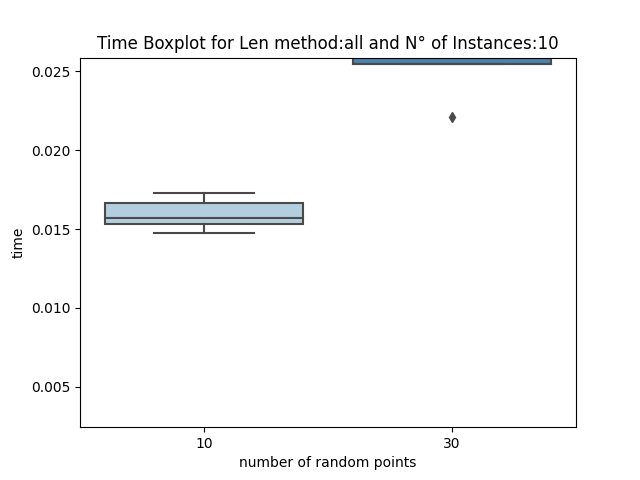 Time Boxplot for Len method:all and N° of Instances:10
0.025
0.020
0.015
0.010
0.005
time
10 30
number of random points